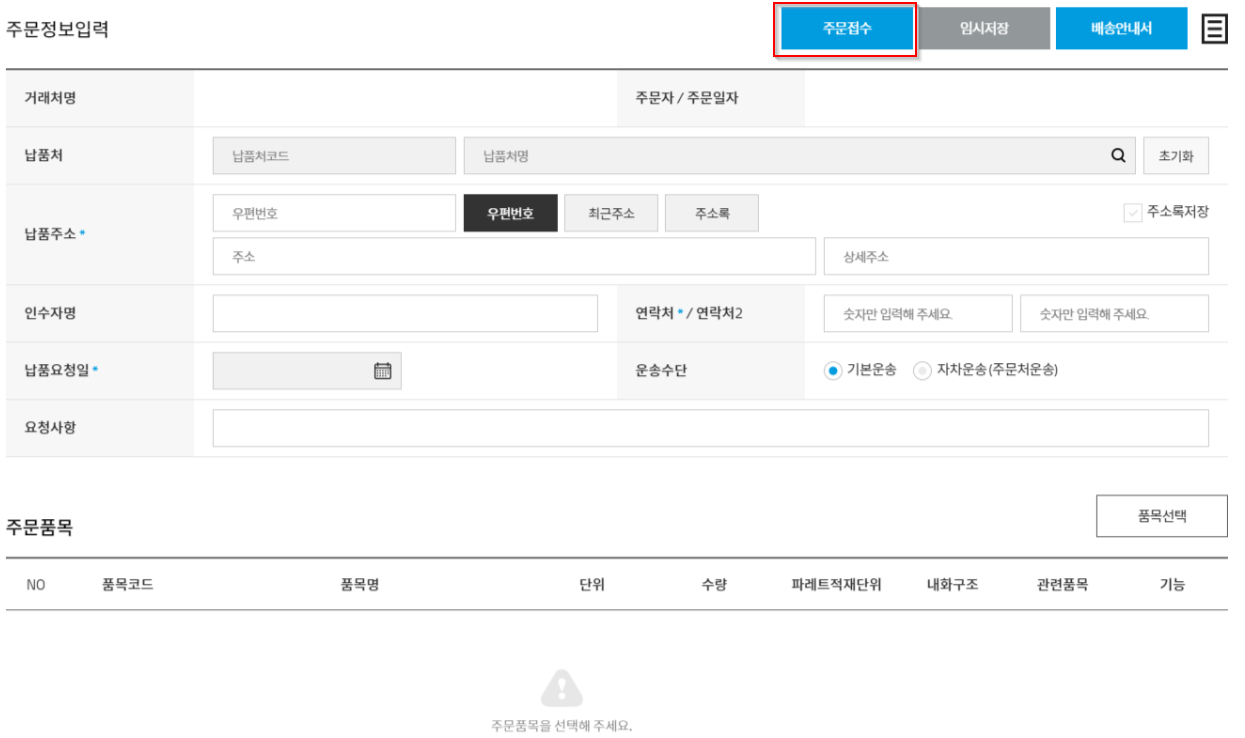 주문정보입력 주문접수 임시저장 배송안내서
거래처명 주문자 / 주문일자
납품처 납품처코드 납품처명 초기화
납품주소 * 우편번호 우편번호 최근주소 주소록 주소록저장
주소 상세주소
인수자명 연락처 * / 연락처2 숫자만 입력해 주세요. 숫자만 입력해 주세요.
납품요청일 * 운송수단 기본운송 자차운송(주문처운송)
요청사항
주문품목 품목선택
NO 품목코드 품목명 단위 수량 파레트적재단위 내화구조 관련품목 기능
주문품목을 선택해 주세요.